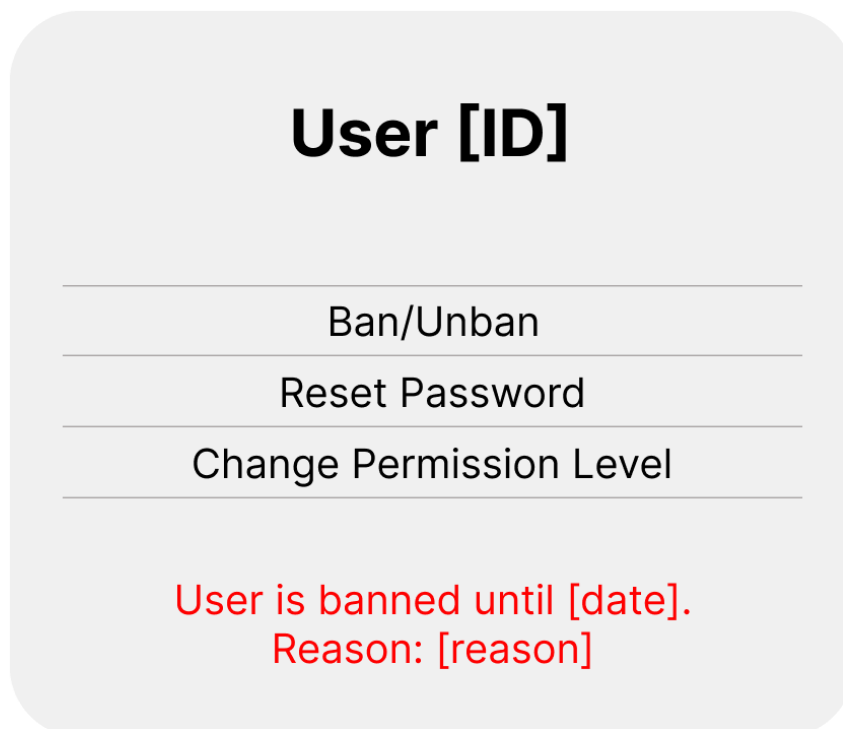 User [ID]
Ban/Unban
Reset Password
Change Permission Level
User is banned until [date].
Reason: [reason]